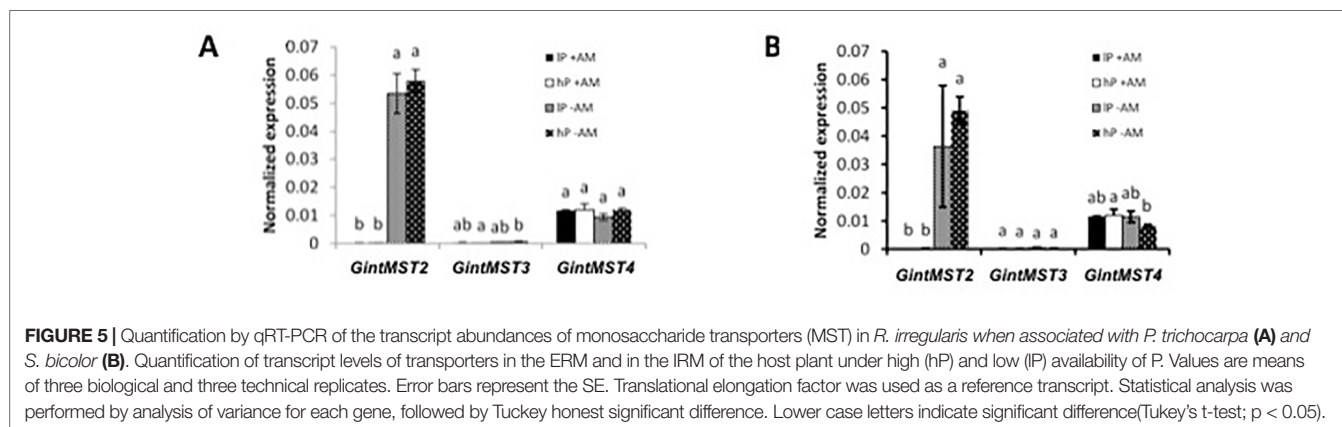 A
Normalized expression
0.07
0.06
0.05
0.04
0.03
0.02
0.01
0
a a
b b
ab a ab b
a a a a
GintMST2 GintMST3 GintMST4
lP +AM
hP +AM
lP -AM
hP -AM
B
Normalized expression
0.07
0.06
0.05
0.04
0.03
0.02
0.01
0
a a
b b
a a a a
ab a ab b
GintMST2 GintMST3 GintMST4
lP +AM
hP +AM
lP -AM
hP -AM
FIGURE 5 | Quantification by qRT-PCR of the transcript abundances of monosaccharide transporters (MST) in R. irregularis when associated with P. trichocarpa (A) and
S. bicolor (B). Quantification of transcript levels of transporters in the ERM and in the IRM of the host plant under high (hP) and low (lP) availability of P. Values are means
of three biological and three technical replicates. Error bars represent the SE. Translational elongation factor was used as a reference transcript. Statistical analysis was
performed by analysis of variance for each gene, followed by Tuckey honest significant difference. Lower case letters indicate significant difference(Tukey's t-test; p < 0.05).